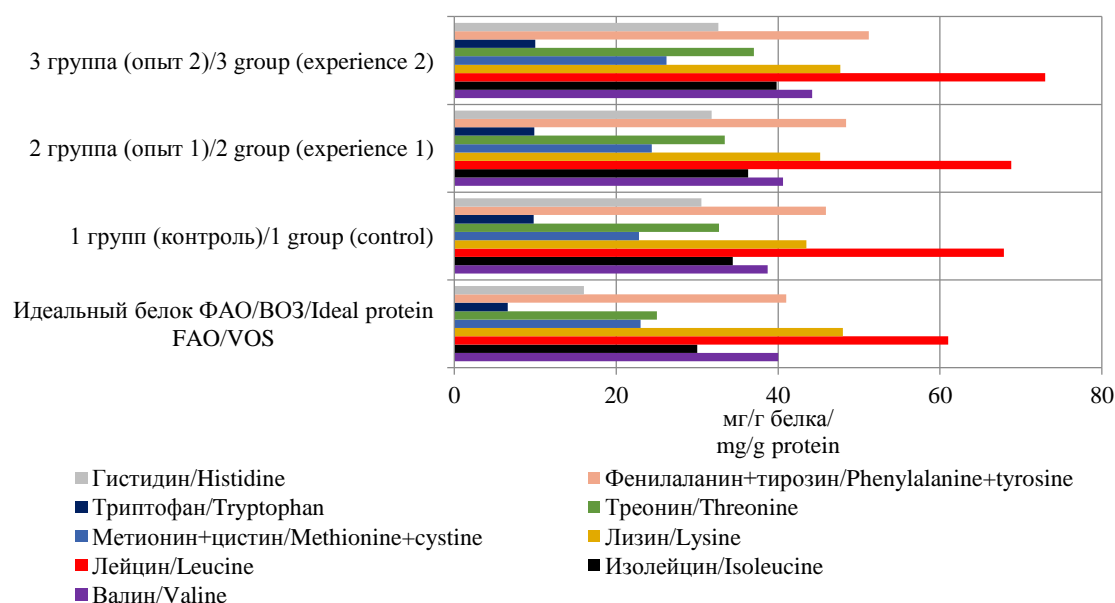 3 группа (опыт 2)/3 group (experience 2)
2 группа (опыт 1)/2 group (experience 1)
1 групп (контроль)/1 group (control)
Идеальный белок ФАО/ВОЗ/Ideal protein
FAO/VOS
0 20 40 60 80
мг/г белка/
mg/g protein
Гистидин/Histidine
Фенилаланин+тирозин/Phenylalanine+tyrosine
Триптофан/Tryptophan
Треонин/Threonine
Метионин+цистин/Methionine+cystine
Лизин/Lysine
Лейцин/Leucine
Изолейцин/Isoleucine
Валин/Valine